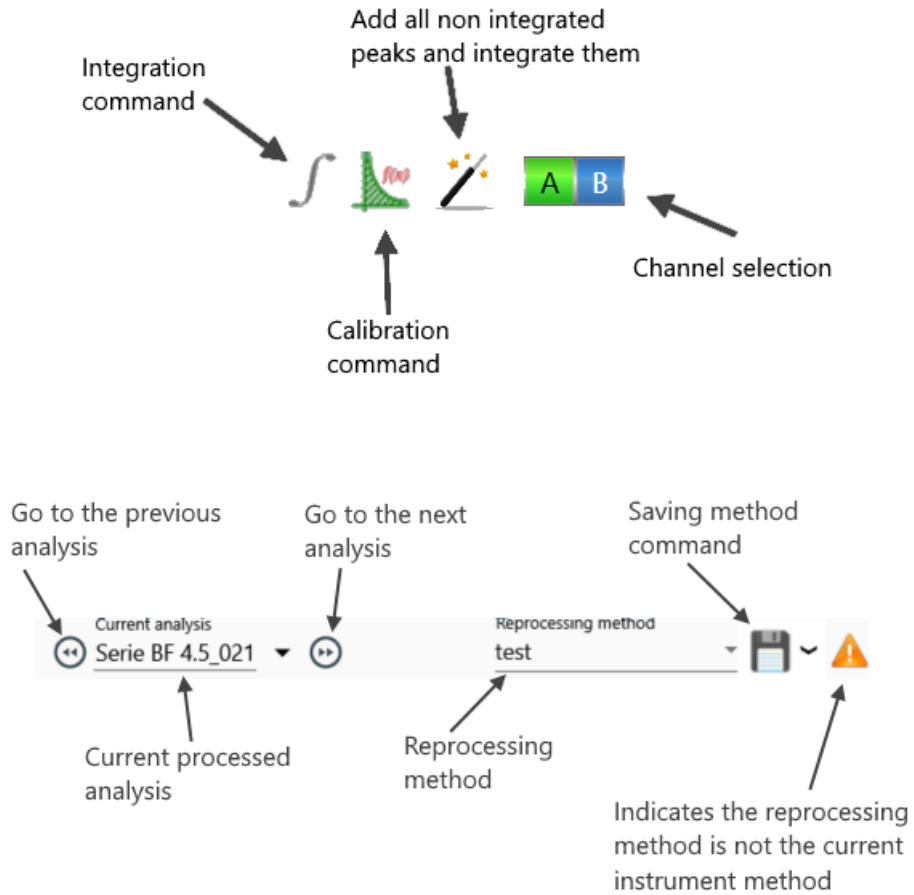 Add all non integrated
peaks and integrate them
Integration
command
f(x)
A B
Channel selection
Calibration
command
Go to the previous
analysis
Go to the next
analysis
Saving method
command
Current analysis
Serie BF 4.5_021
Reprocessing method
test
Current processed
analysis
Reprocessing
method
Indicates the reprocessing
method is not the current
instrument method